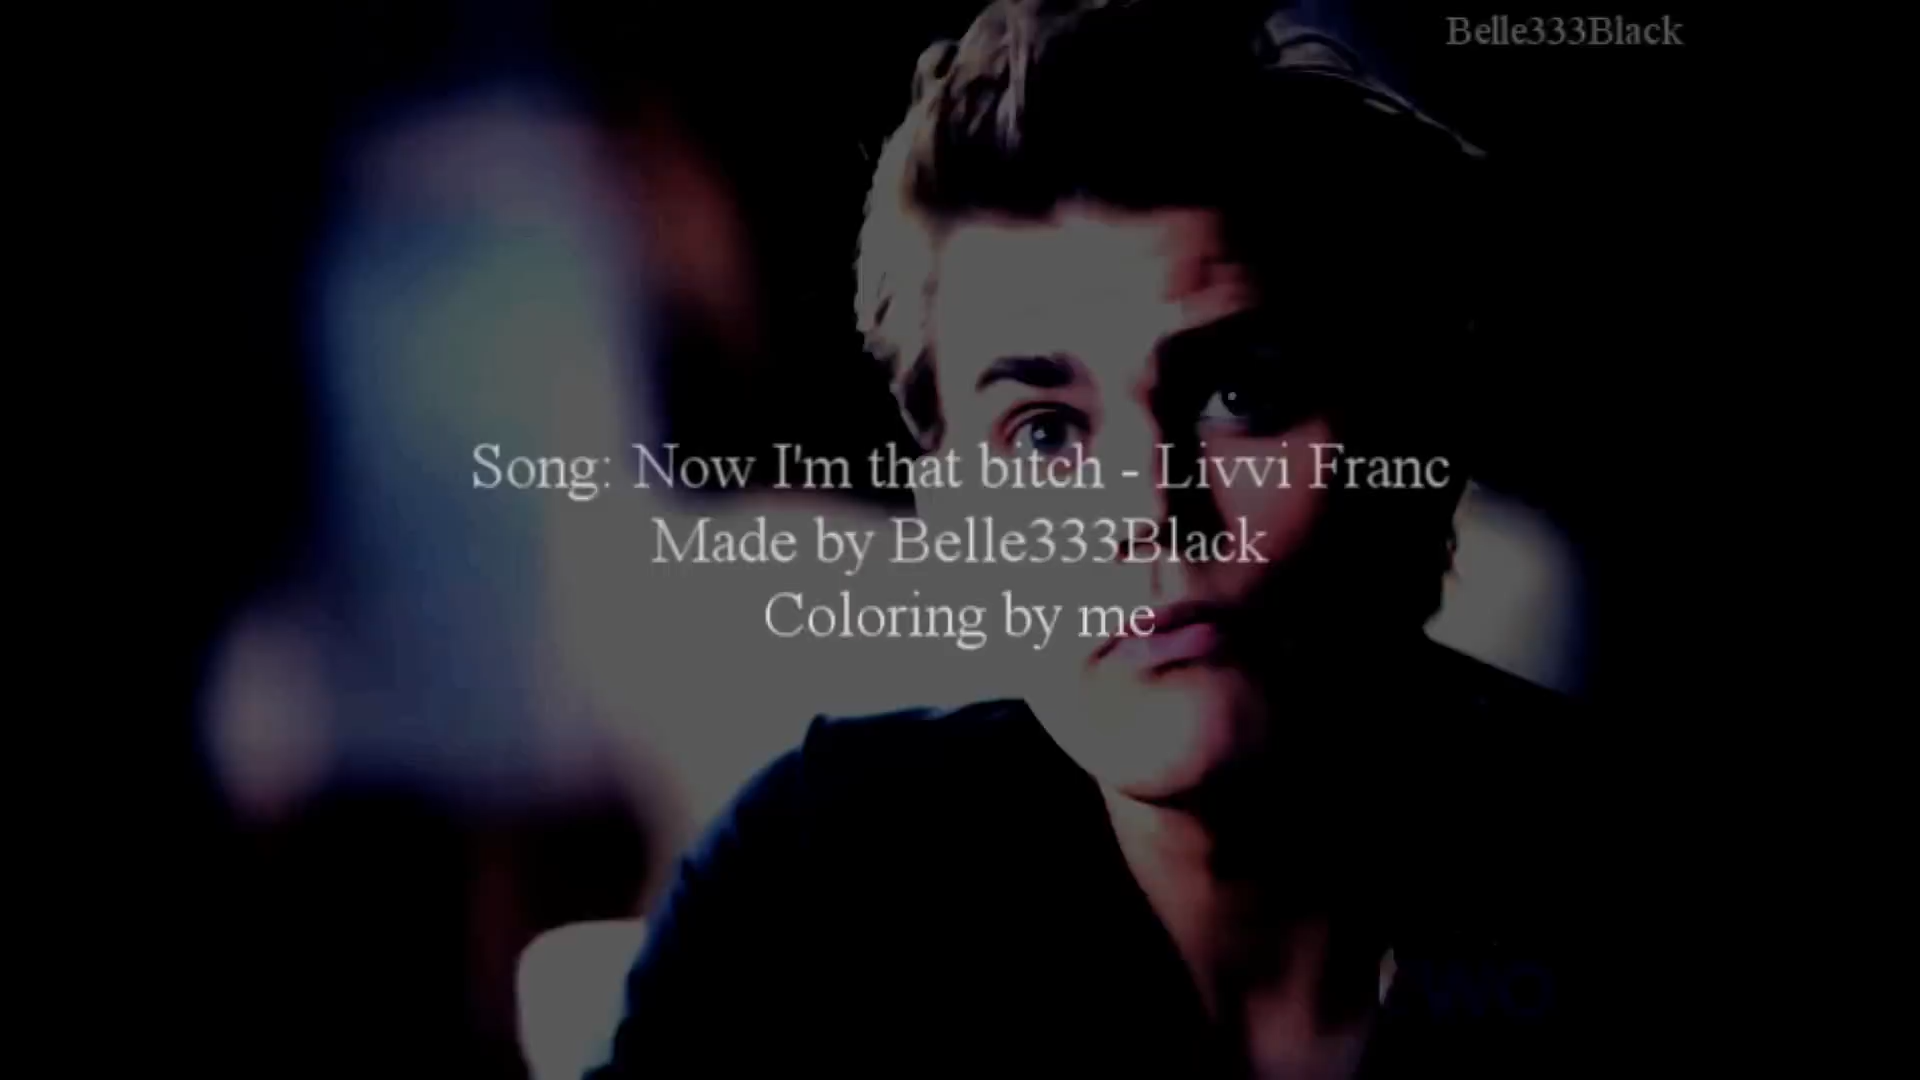 Belle333Black
Song: Now I'm that bitch - Livvi Franc
Made by Belle333Black
Coloring by me